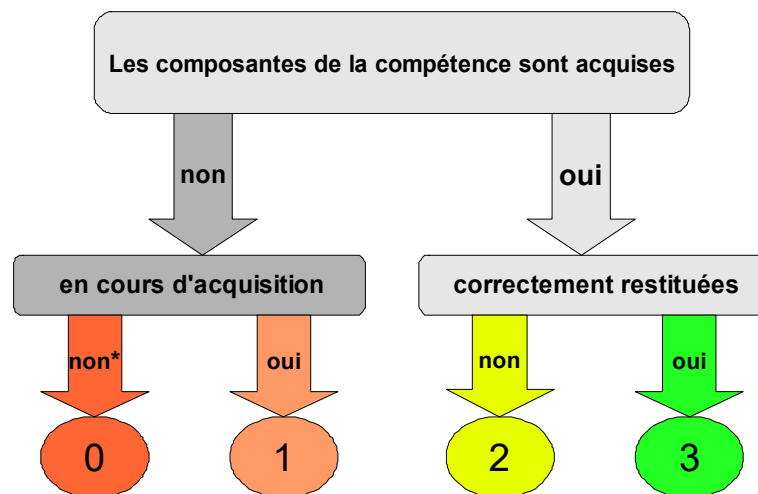 Les composantes de la compétence sont acquises
non
oui
en cours d'acquisition
correctement restituées
non*
oui
non
oui
0
1
2
3